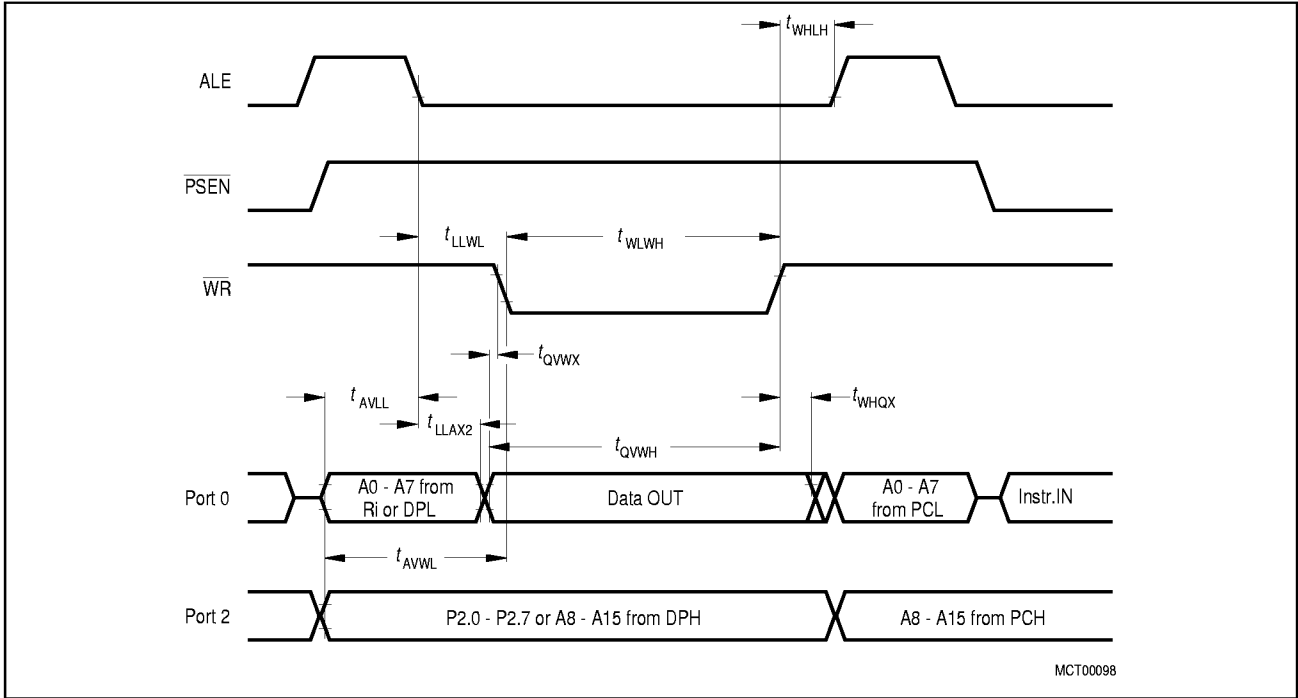 t WHLH
ALE
PSEN
t LLWL
t WLWH
WR
t QVWX
t AVLL
t WHQX
t LLAX2
t QVWH
Port 0
A0 - A7 from
Ri or DPL
Data OUT
A0 - A7
from PCL
Instr.IN
t AVWL
Port 2
P2.0 - P2.7 or A8 - A15 from DPH
A8 - A15 from PCH
MCT00098